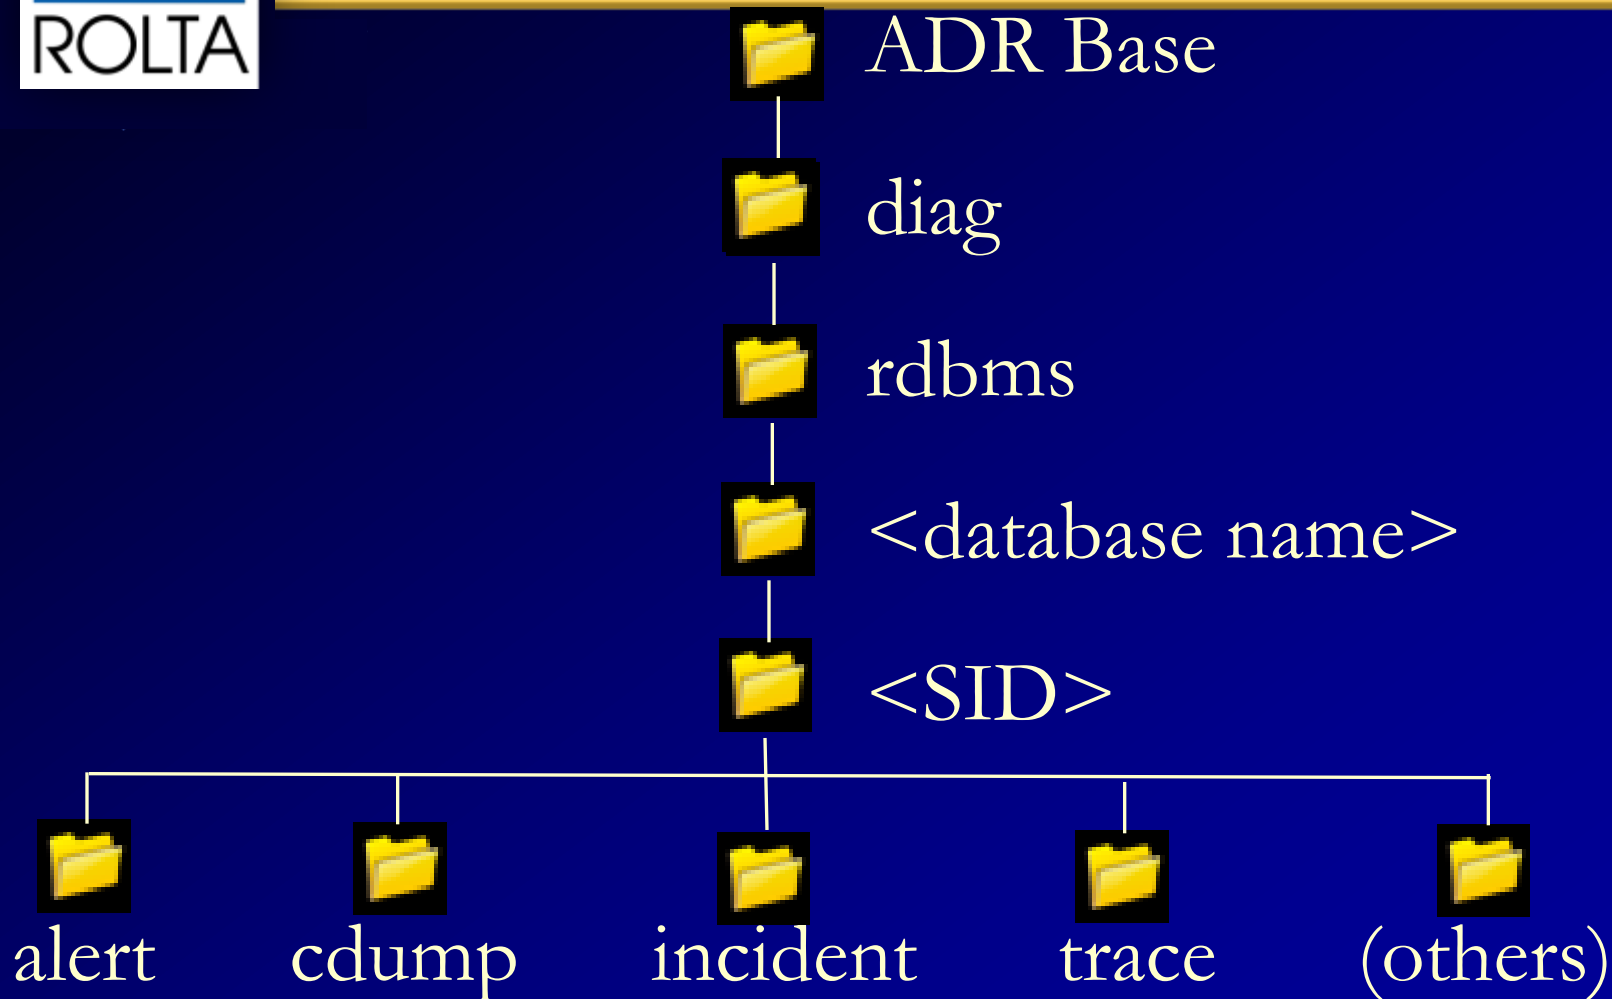 ROLTA
ADR Base
diag
rdbms
<database name>
<SID>
alert cdump incident trace (others)